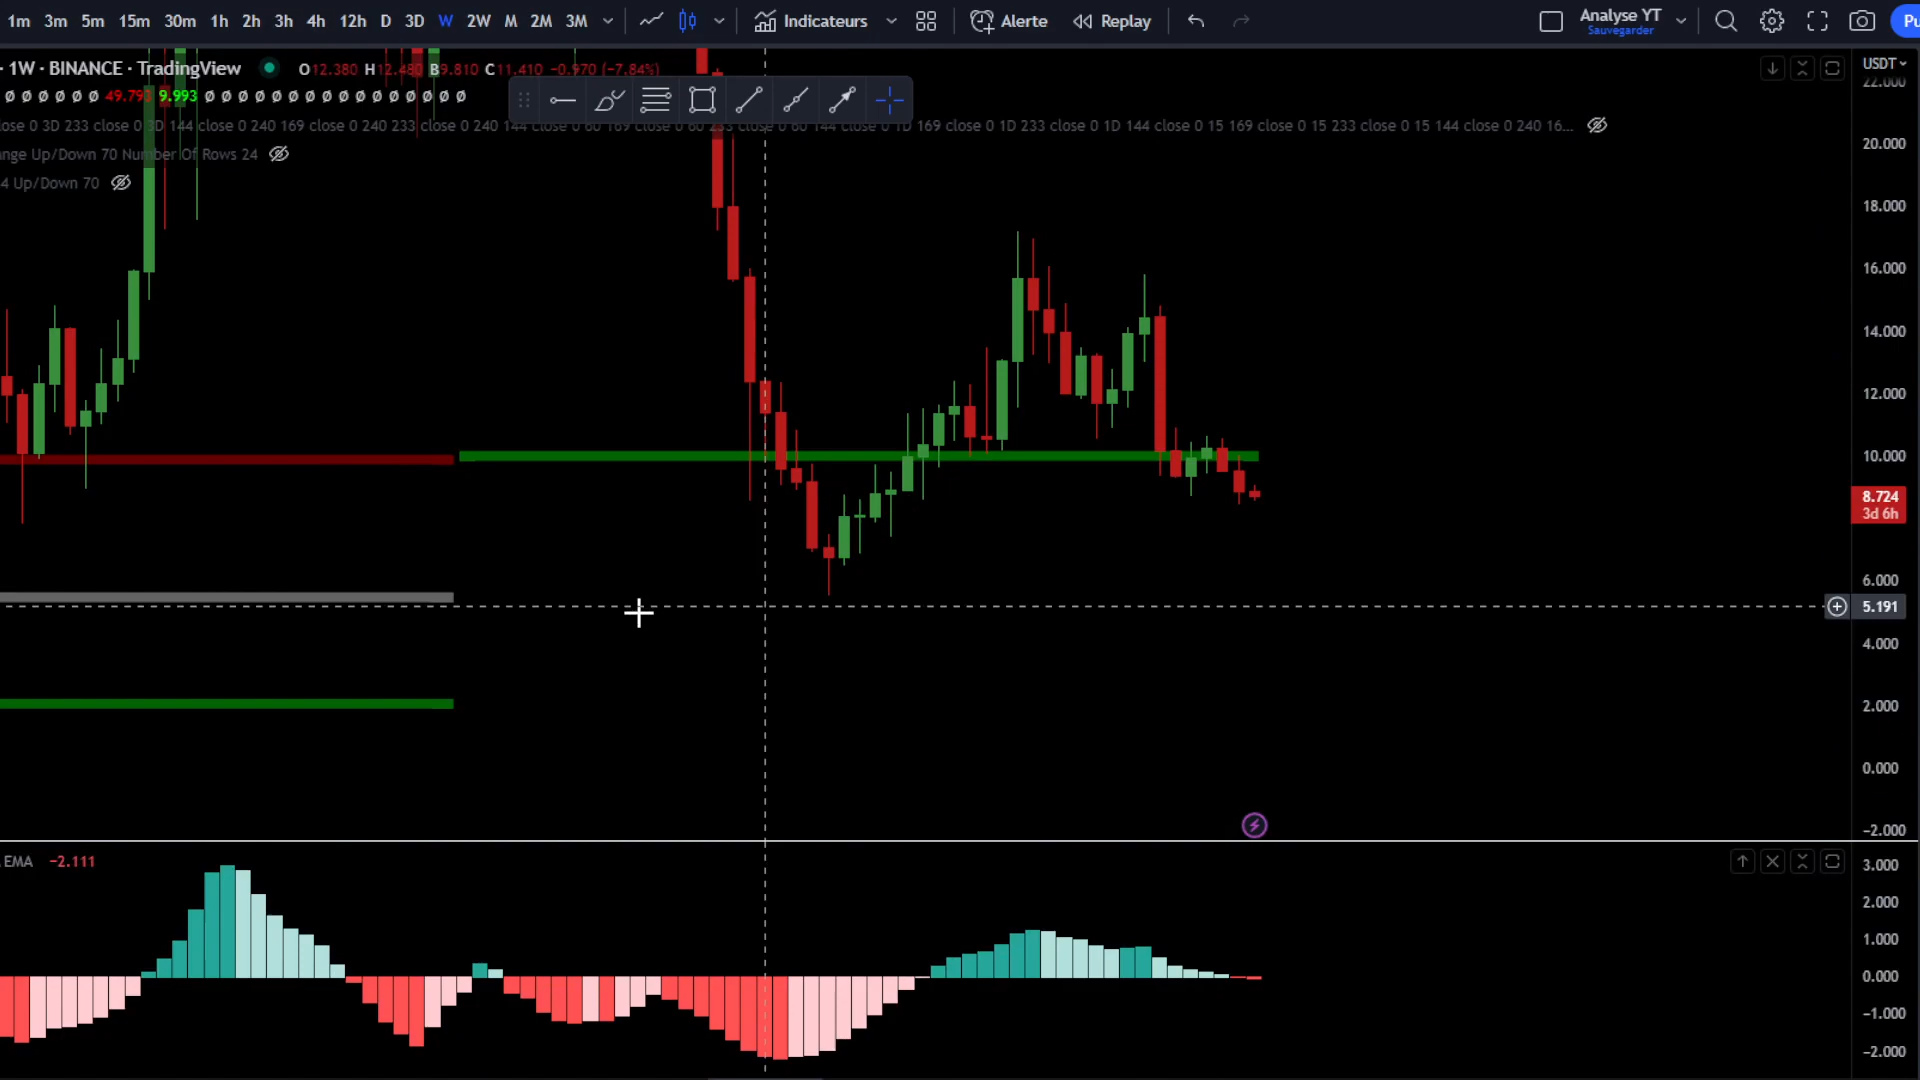 1m 3m 5m 15m 30m 1h 2h 3h 4h 12h D 3D W 2W M 2M 3M Indicateurs Alerte Replay Analyse YT
Sauvegarder
· 1W · BINANCE · TradingView O12.380 H12.480 B9.810 C11.410 −0.970 (−7.84%)
USDT
ø ø ø ø ø ø 49.793 9.993 ø ø ø ø ø ø ø ø ø ø ø ø ø ø ø ø
close 0 3D 233 close 0 3D 144 close 0 240 169 close 0 240 233 close 0 240 144 close 0 60 169 close 0 60 233 close 0 60 144 close 0 1D 169 close 0 1D 233 close 0 1D 144 close 0 15 169 close 0 15 233 close 0 15 144 close 0 240 16...
ange Up/Down 70 Number Of Rows 24
4 Up/Down 70
22.000
20.000
18.000
16.000
14.000
12.000
10.000
8.724
3d 6h
6.000
5.191
4.000
2.000
0.000
−2.000
EMA −2.111
3.000
2.000
1.000
0.000
−1.000
−2.000